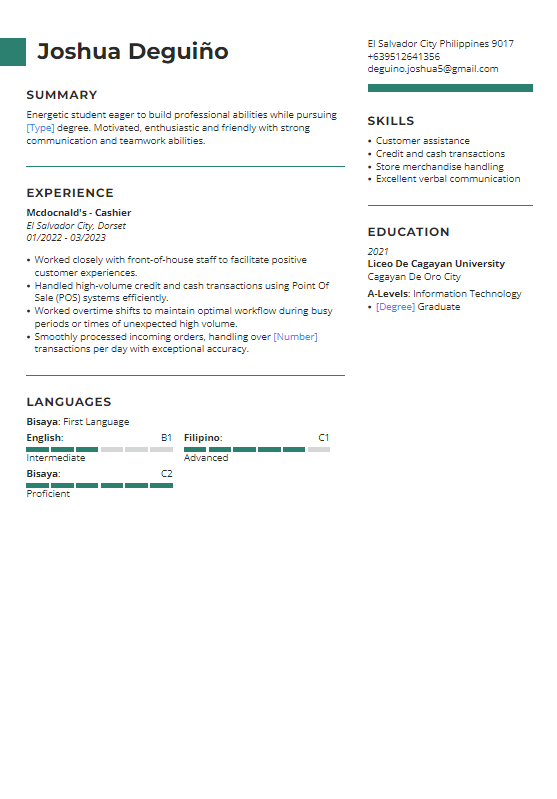 Joshua Deguiño
El Salvador City Philippines 9017
+639512641356
deguino.joshua5@gmail.com
SUMMARY
Energetic student eager to build professional abilities while pursuing
[Type] degree. Motivated, enthusiastic and friendly with strong
communication and teamwork abilities.
EXPERIENCE
Mcdocnald's - Cashier
El Salvador City, Dorset
01/2022 - 03/2023
• Worked closely with front-of-house staff to facilitate positive
customer experiences.
• Handled high-volume credit and cash transactions using Point Of
Sale (POS) systems efficiently.
• Worked overtime shifts to maintain optimal workflow during busy
periods or times of unexpected high volume.
• Smoothly processed incoming orders, handling over [Number]
transactions per day with exceptional accuracy.
LANGUAGES
Bisaya: First Language
English: B1 Filipino: C1
Intermediate Advanced
Bisaya: C2
Proficient
SKILLS
• Customer assistance
• Credit and cash transactions
• Store merchandise handling
• Excellent verbal communication
EDUCATION
2021
Liceo De Cagayan University
Cagayan De Oro City
A-Levels: Information Technology
• [Degree] Graduate